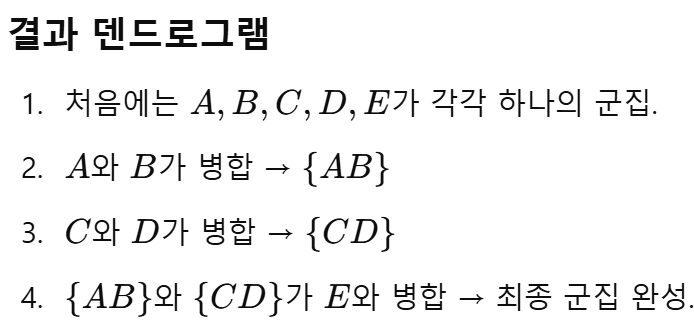 결과 덴드로그램
1. 처음에는 A, B, C, D, E가 각각 하나의 군집.
2. A와 B가 병합 → {AB}
3. C와 D가 병합 → {CD}
4. {AB}와 {CD}가 E와 병합 → 최종 군집 완성.